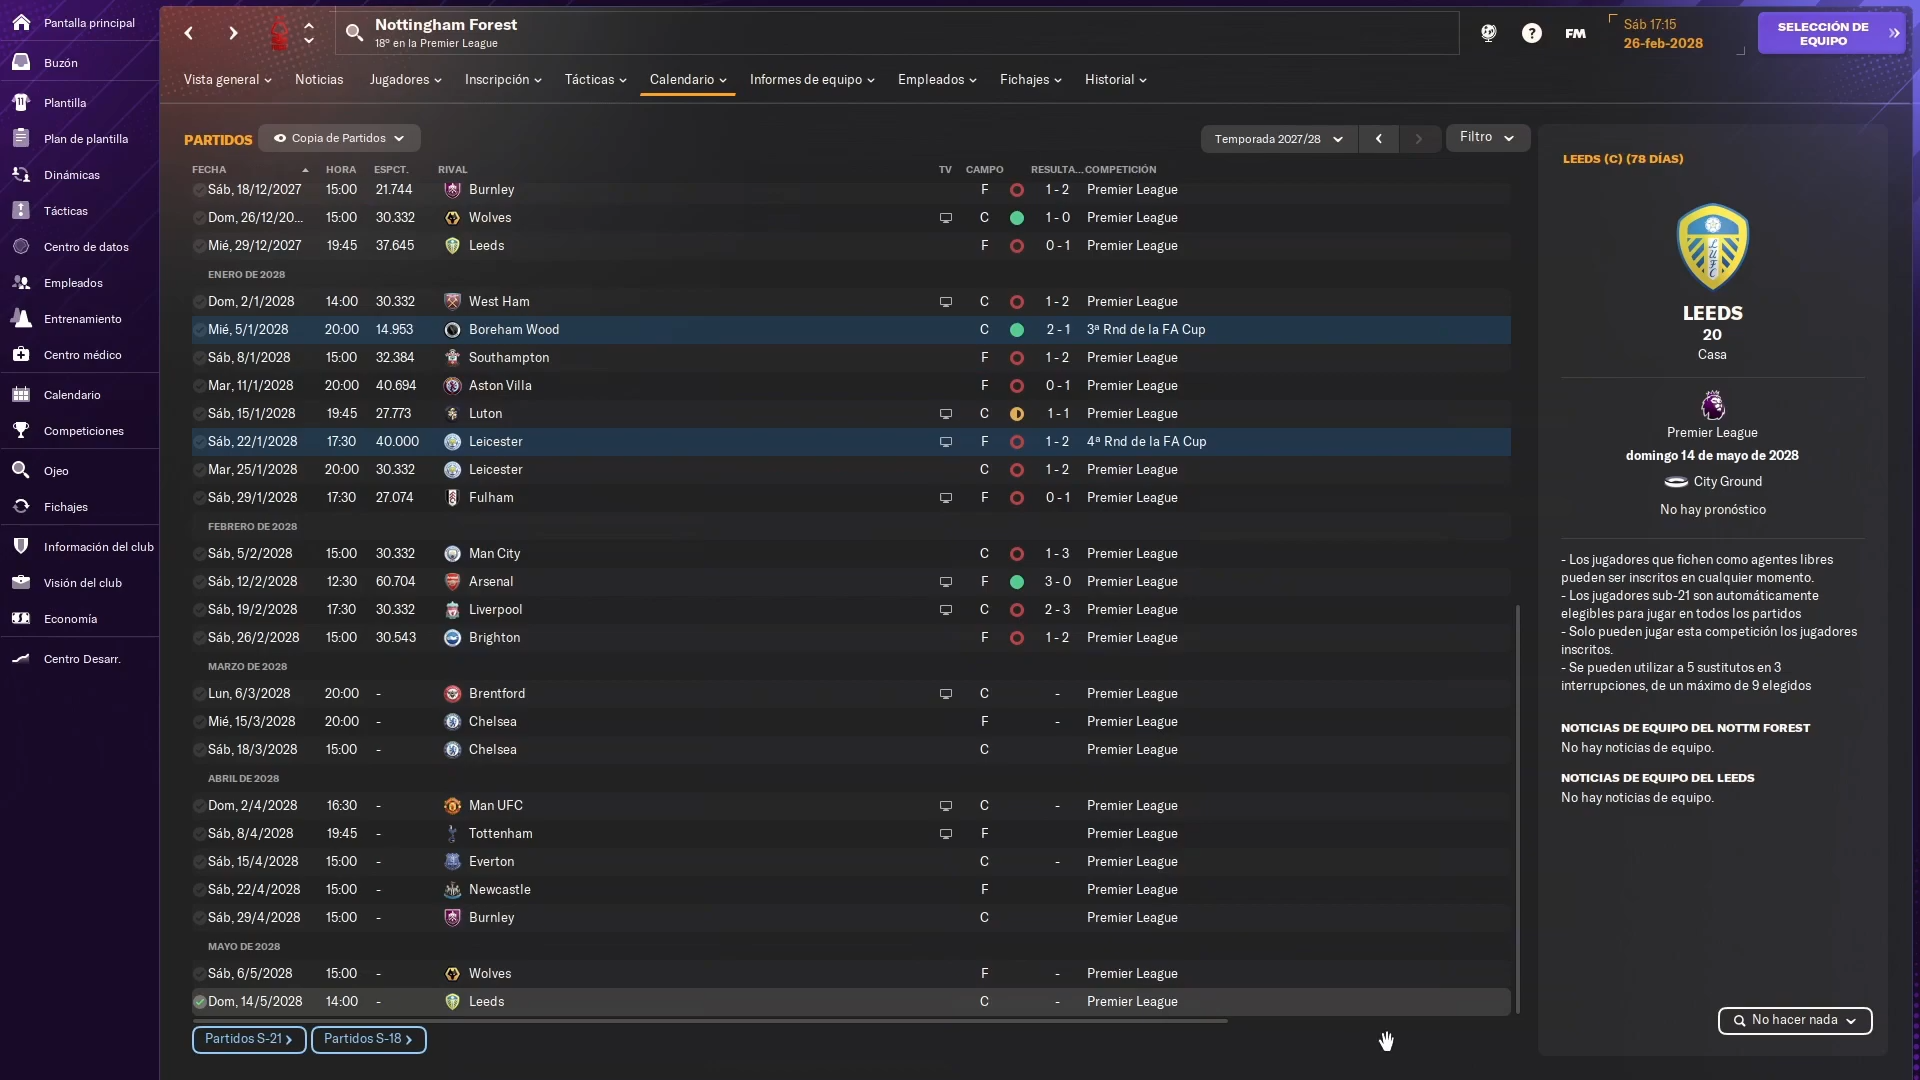 Pantalla principal
Buzón
Plantilla
Plan de plantilla
Dinámicas
Tácticas
Centro de datos
Empleados
Entrenamiento
Centro médico
Calendario
Competiciones
Ojeo
Fichajes
Información del club
Visión del club
Economía
Centro Desarr.
Nottingham Forest
18º en la Premier League
FM
Sáb 17:15
26-feb-2028
SELECCIÓN DE EQUIPO
Vista general Noticias Jugadores Inscripción Tácticas Calendario Informes de equipo Empleados Fichajes Historial
PARTIDOS Copia de Partidos Temporada 2027/28 Filtro
FECHA HORA ESPCT. RIVAL TV CAMPO RESULTA... COMPETICIÓN
Sáb, 18/12/2027 15:00 21.744 Burnley F 1 - 2 Premier League
Dom, 26/12/20... 15:00 30.332 Wolves C 1 - 0 Premier League
Mié, 29/12/2027 19:45 37.645 Leeds F 0 - 1 Premier League
ENERO DE 2028
Dom, 2/1/2028 14:00 30.332 West Ham C 1 - 2 Premier League
Mié, 5/1/2028 20:00 14.953 Boreham Wood C 2 - 1 3ª Rnd de la FA Cup
Sáb, 8/1/2028 15:00 32.384 Southampton F 1 - 2 Premier League
Mar, 11/1/2028 20:00 40.694 Aston Villa F 0 - 1 Premier League
Sáb, 15/1/2028 19:45 27.773 Luton C 1 - 1 Premier League
Sáb, 22/1/2028 17:30 40.000 Leicester F 1 - 2 4ª Rnd de la FA Cup
Mar, 25/1/2028 20:00 30.332 Leicester C 1 - 2 Premier League
Sáb, 29/1/2028 17:30 27.074 Fulham F 0 - 1 Premier League
FEBRERO DE 2028
Sáb, 5/2/2028 15:00 30.332 Man City C 1 - 3 Premier League
Sáb, 12/2/2028 12:30 60.704 Arsenal F 3 - 0 Premier League
Sáb, 19/2/2028 17:30 30.332 Liverpool C 2 - 3 Premier League
Sáb, 26/2/2028 15:00 30.543 Brighton F 1 - 2 Premier League
MARZO DE 2028
Lun, 6/3/2028 20:00 - Brentford C - Premier League
Mié, 15/3/2028 20:00 - Chelsea F - Premier League
Sáb, 18/3/2028 15:00 - Chelsea C Premier League
ABRIL DE 2028
Dom, 2/4/2028 16:30 - Man UFC C - Premier League
Sáb, 8/4/2028 19:45 - Tottenham F Premier League
Sáb, 15/4/2028 15:00 - Everton C - Premier League
Sáb, 22/4/2028 15:00 - Newcastle F Premier League
Sáb, 29/4/2028 15:00 - Burnley C Premier League
MAYO DE 2028
Sáb, 6/5/2028 15:00 - Wolves F - Premier League
Dom, 14/5/2028 14:00 - Leeds C - Premier League
Partidos S-21 Partidos S-18
LEEDS (C) (78 DÍAS)
LUFC
LEEDS
20
Casa
Premier League
domingo 14 de mayo de 2028
City Ground
No hay pronóstico
- Los jugadores que fichen como agentes libres
pueden ser inscritos en cualquier momento.
- Los jugadores sub-21 son automáticamente
elegibles para jugar en todos los partidos
- Solo pueden jugar esta competición los jugadores
inscritos.
- Se pueden utilizar a 5 sustitutos en 3
interrupciones, de un máximo de 9 elegidos
NOTICIAS DE EQUIPO DEL NOTTM FOREST
No hay noticias de equipo.
NOTICIAS DE EQUIPO DEL LEEDS
No hay noticias de equipo.
No hacer nada